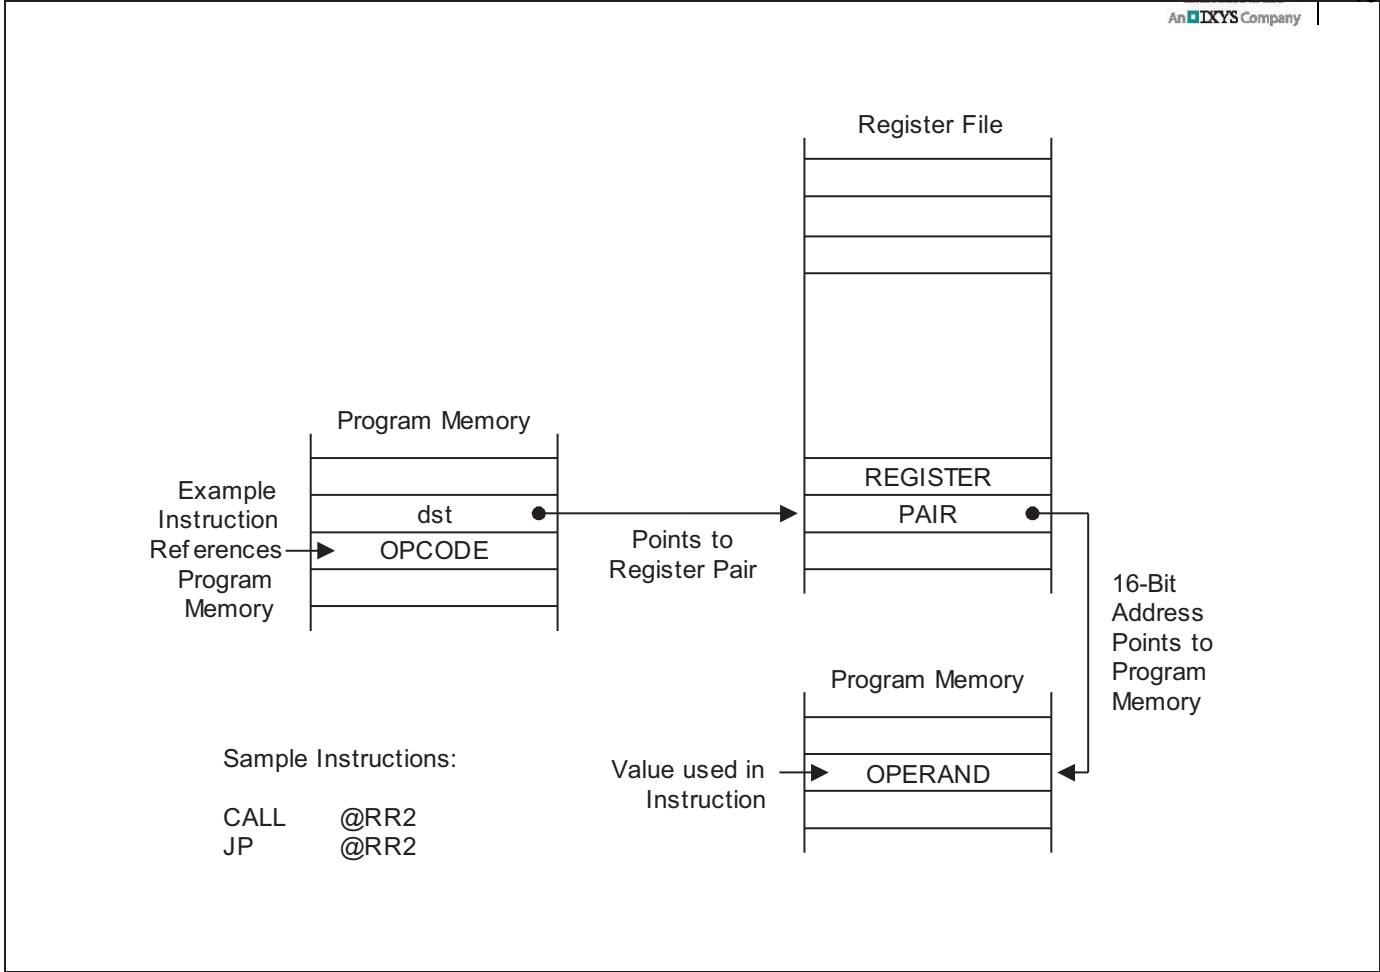 An IXYS Company
Register File
Program Memory
Example
Instruction
References
Program
Memory
dst
OPCODE
Points to
Register Pair
REGISTER
PAIR
16-Bit
Address
Points to
Program
Memory
Program Memory
Value used in
Instruction
OPERAND
Sample Instructions:
CALL @RR2
JP @RR2